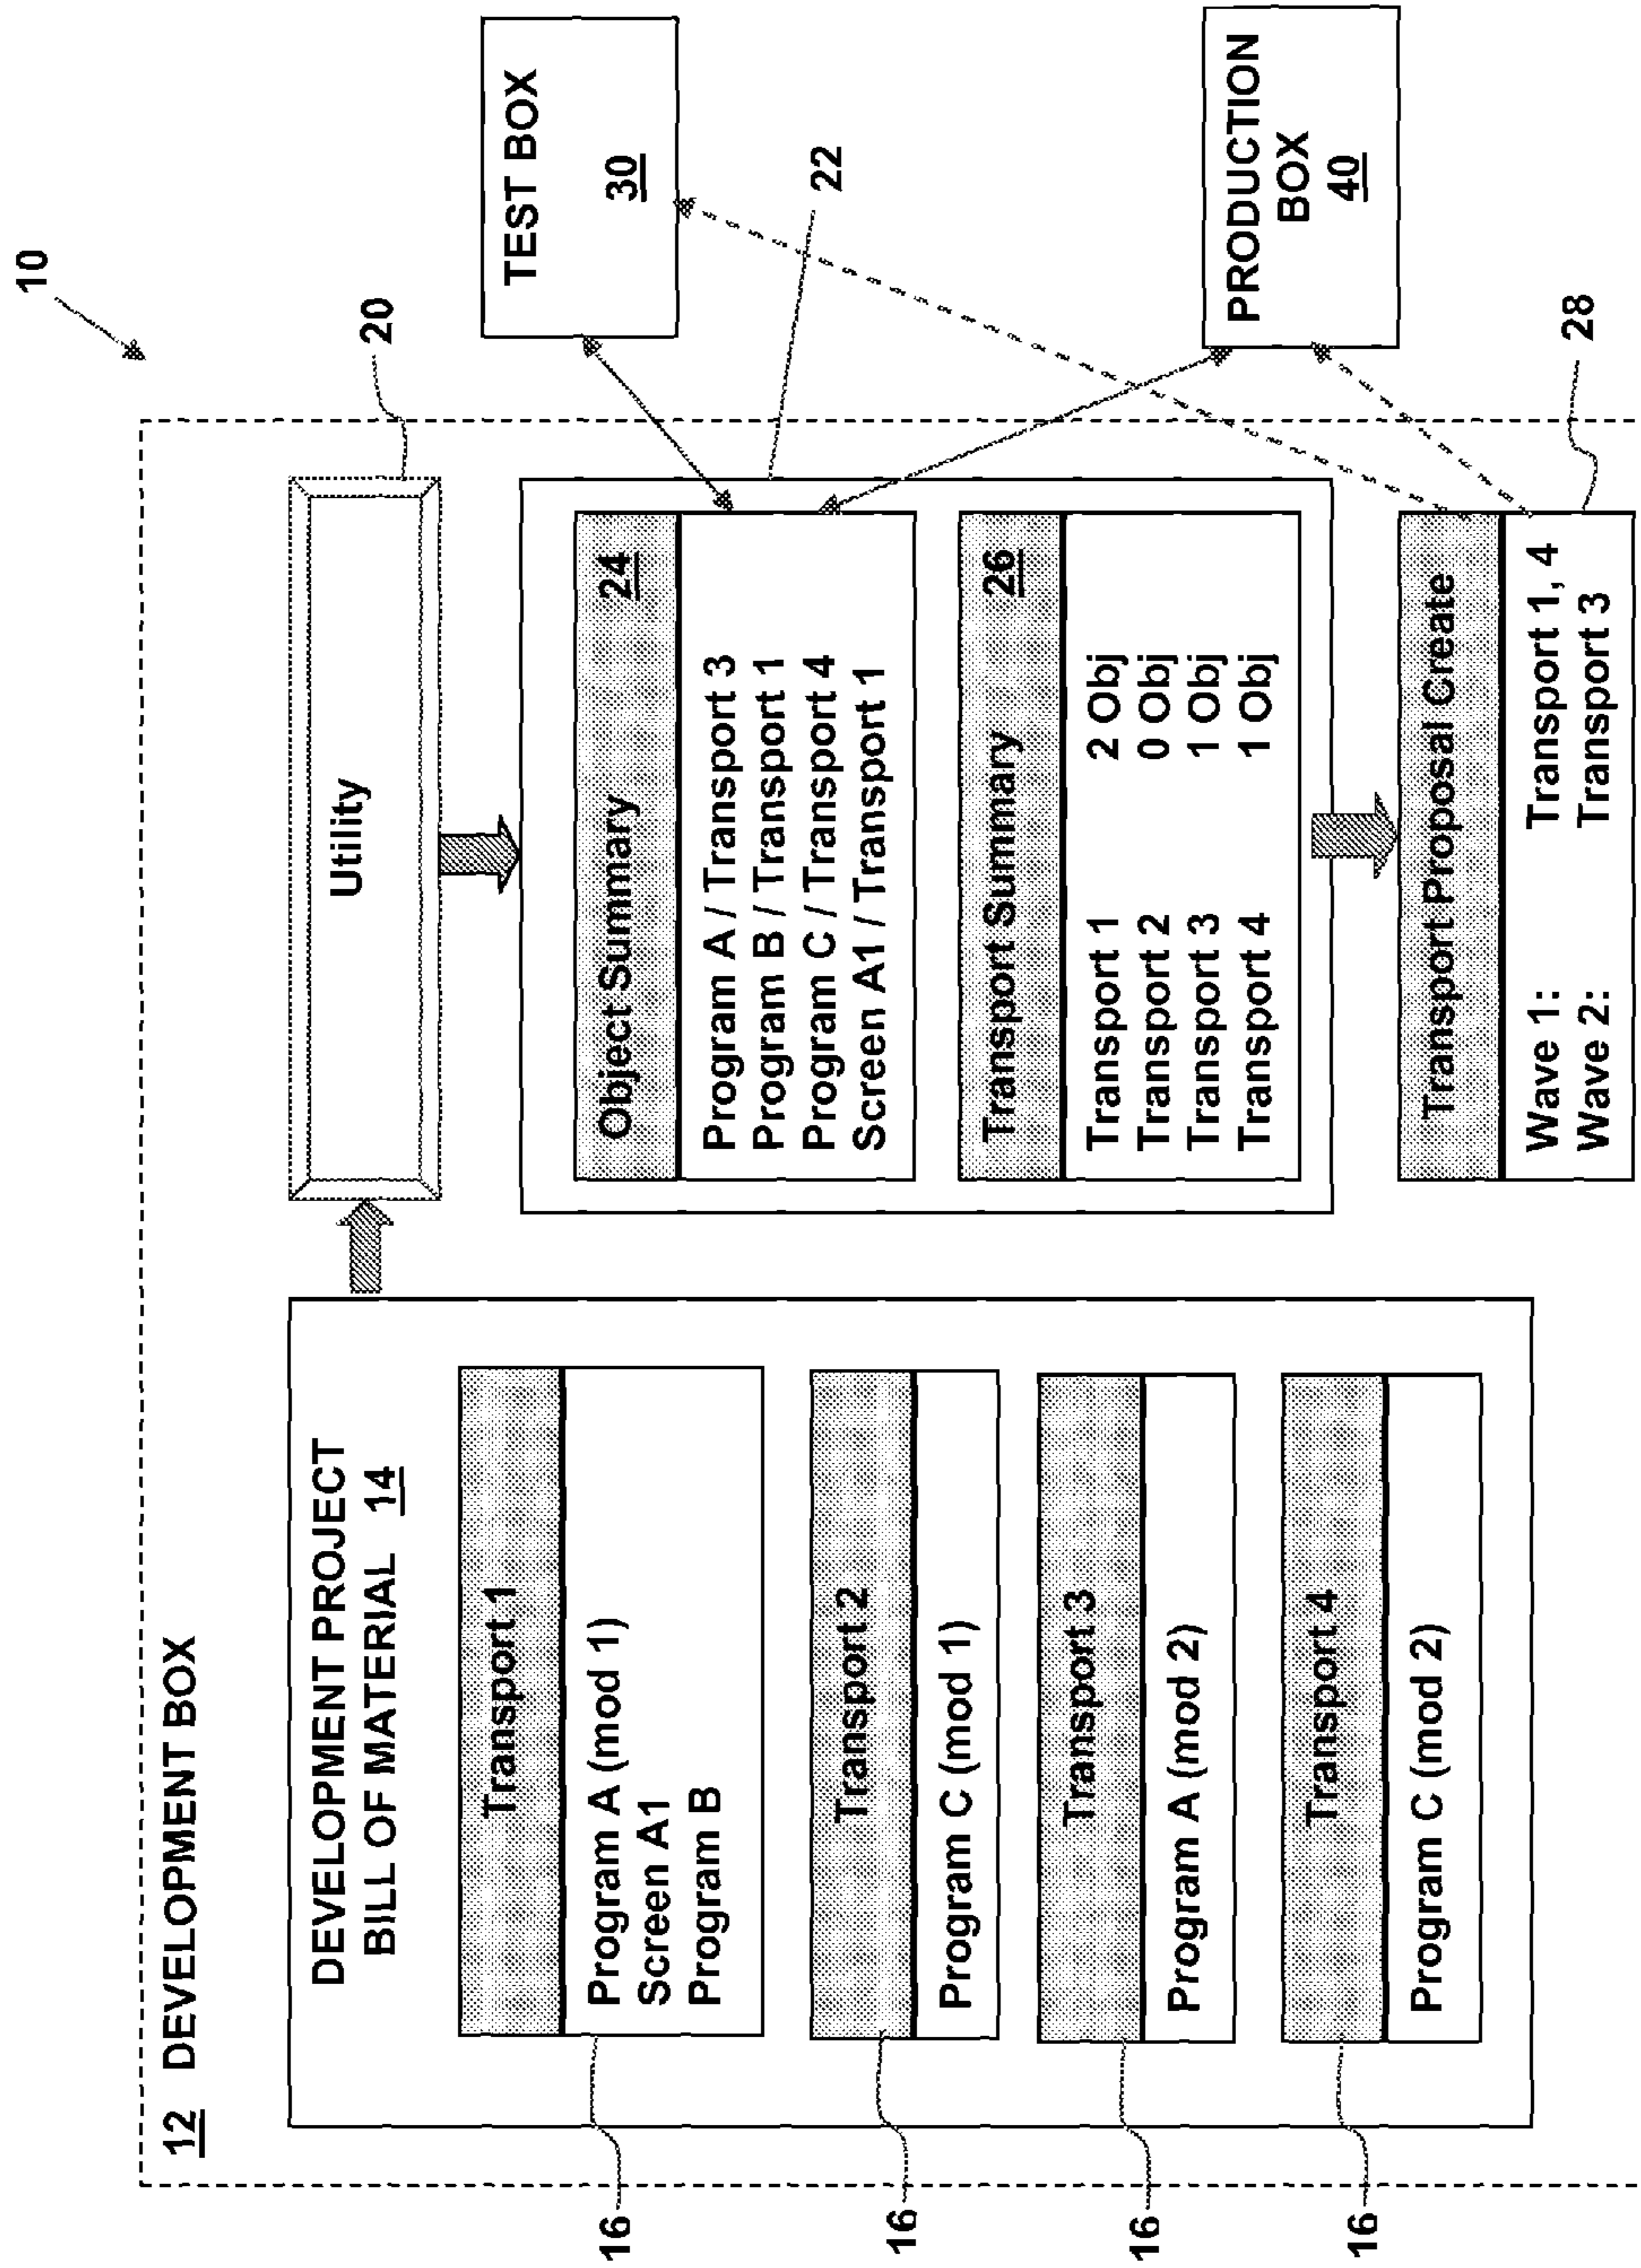 10
12 DEVELOPMENT BOX
DEVELOPMENT PROJECT
BILL OF MATERIAL 14
Transport 1
Program A (mod 1)
Screen A1
Program B
16
Transport 2
Program C (mod 1)
16
Transport 3
Program A (mod 2)
16
Transport 4
Program C (mod 2)
16
Utility
20
Object Summary 24
Program A / Transport 3
Program B / Transport 1
Program C / Transport 4
Screen A1 / Transport 1
22
Transport Summary 26
Transport 1 2 Obj
Transport 2 0 Obj
Transport 3 1 Obj
Transport 4 1 Obj
Transport Proposal Create
Wave 1: Transport 1, 4
Wave 2: Transport 3
28
TEST BOX
30
PRODUCTION
BOX
40